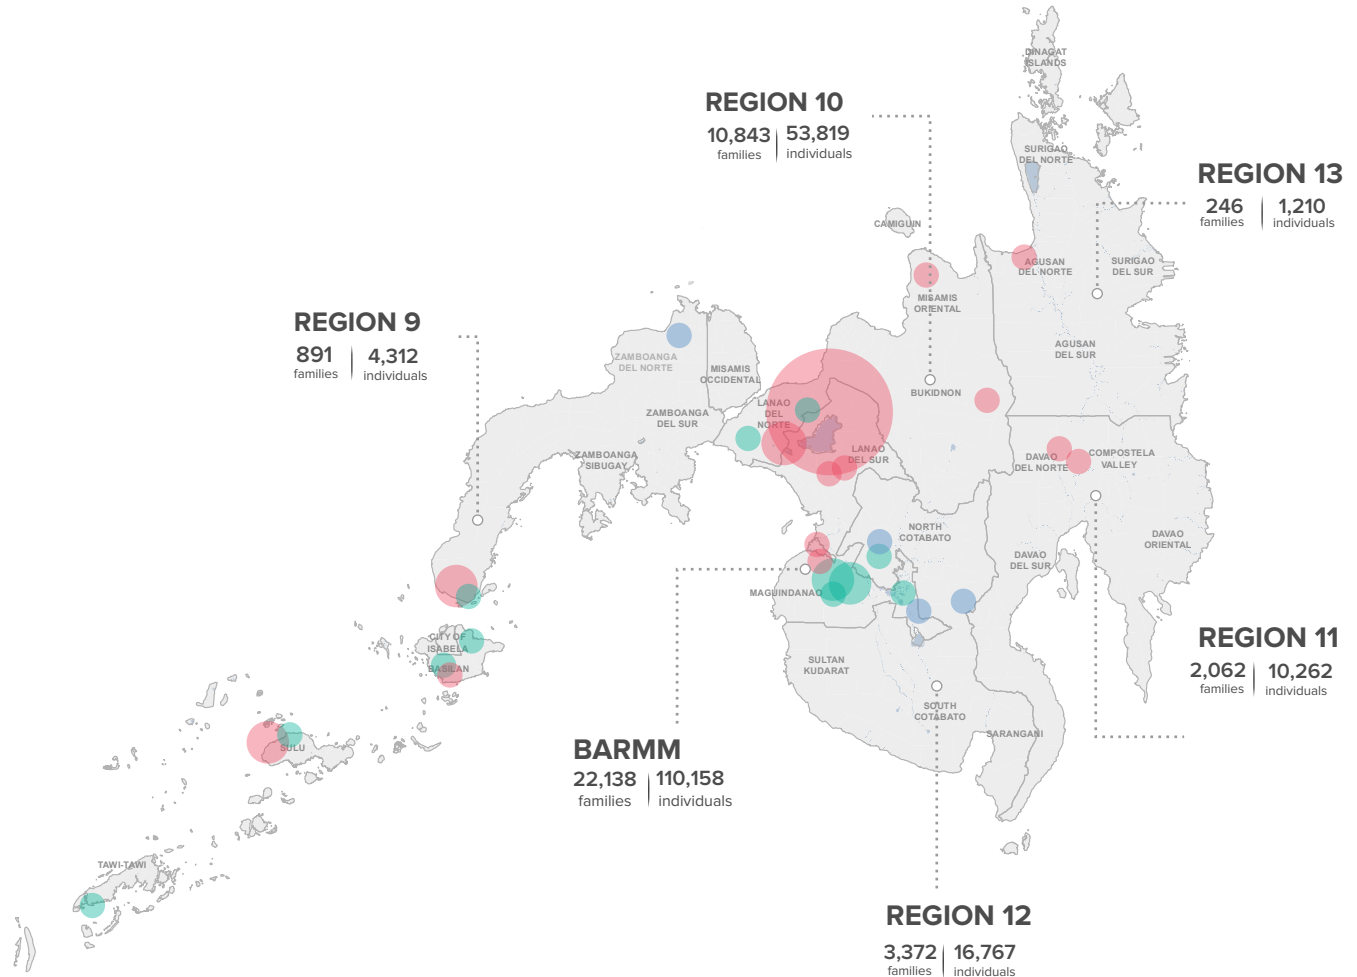 DINAGAT
ISLANDS
REGION 10
10,843 53,819
families individuals
SURIGAO
DEL NORTE
REGION 13
246 1,210
families individuals
CAMIGUIN
AGUSAN
DEL NORTE
SURIGAO
DEL SUR
MISAMIS
ORIENTAL
REGION 9
891 4,312
families individuals
ZAMBOANGA
DEL NORTE
MISAMIS
OCCIDENTAL
AGUSAN
DEL SUR
BUKIDNON
LANAO
DEL
NORTE
ZAMBOANGA
DEL SUR
LANAO
DEL SUR
ZAMBOANGA
SIBUGAY
DAVAO
DEL NORTE
COMPOSTELA
VALLEY
NORTH
COTABATO
DAVAO
ORIENTAL
DAVAO
DEL SUR
MAGUINDANAO
CITY OF
ISABELA
BASILAN
REGION 11
2,062 10,262
families individuals
SULTAN
KUDARAT
SOUTH
COTABATO
SARANGANI
SULU
BARMM
22,138 110,158
families individuals
TAWI-TAWI
REGION 12
3,372 16,767
families individuals